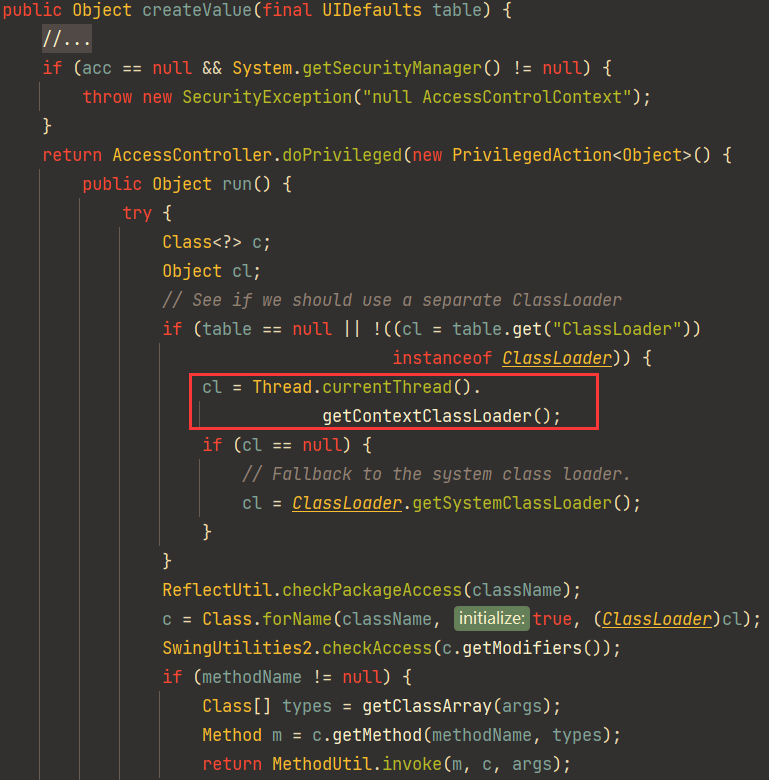 public Object createValue(final UIDefaults table) {
//...
if (acc == null && System.getSecurityManager() != null) {
throw new SecurityException("null AccessControlContext");
}
return AccessController.doPrivileged(new PrivilegedAction<Object>() {
public Object run() {
try {
Class<?> c;
Object cl;
// See if we should use a separate ClassLoader
if (table == null || !((cl = table.get("ClassLoader"))
instanceof ClassLoader)) {
cl = Thread.currentThread().
getContextClassLoader();
if (cl == null) {
// Fallback to the system class loader.
cl = ClassLoader.getSystemClassLoader();
}
}
ReflectUtil.checkPackageAccess(className);
c = Class.forName(className, initialize: true, (ClassLoader)cl);
SwingUtilities2.checkAccess(c.getModifiers());
if (methodName != null) {
Class[] types = getClassArray(args);
Method m = c.getMethod(methodName, types);
return MethodUtil.invoke(m, c, args);